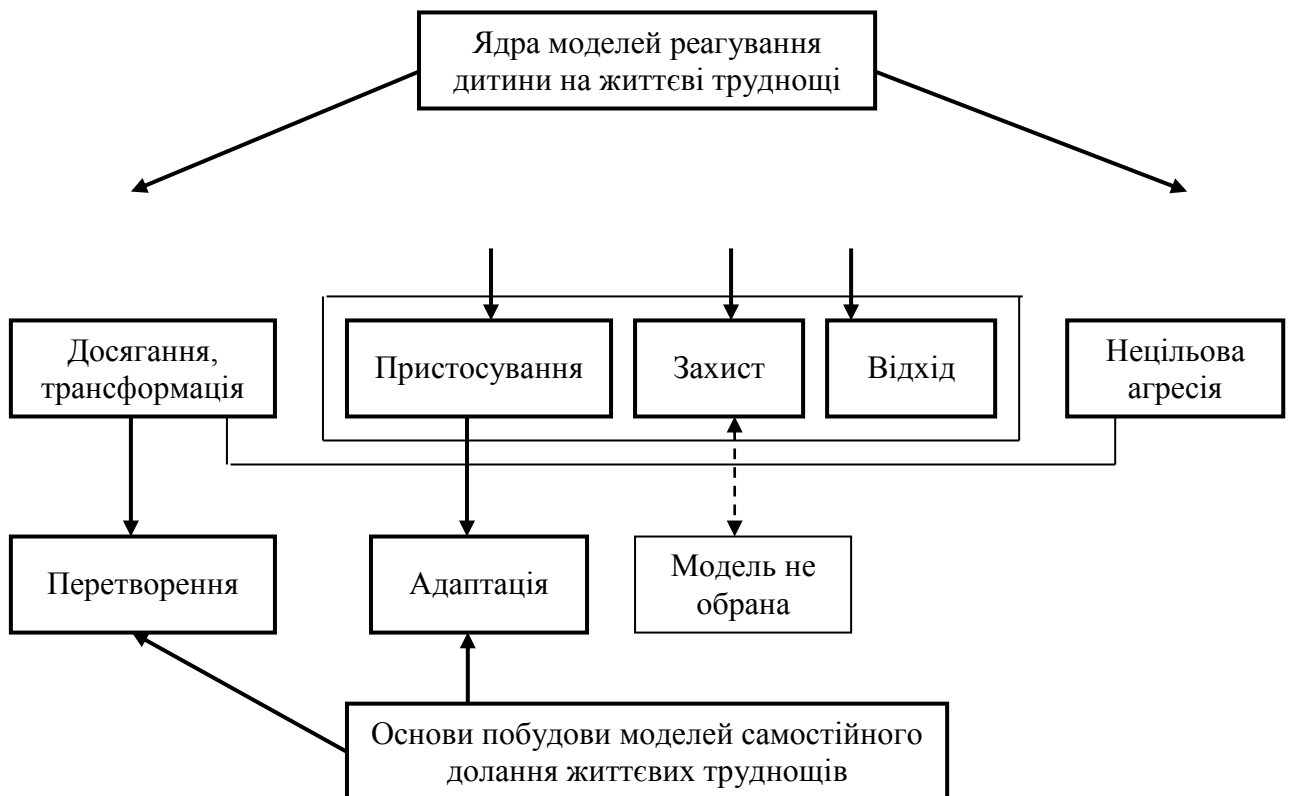 Ядра моделей реагування
дитини на життєві труднощі
Досягання,
трансформація
Пристосування
Захист
Відхід
Нецільова
агресія
Перетворення
Адаптація
Модель не
обрана
Основи побудови моделей самостійного
долання життєвих труднощів